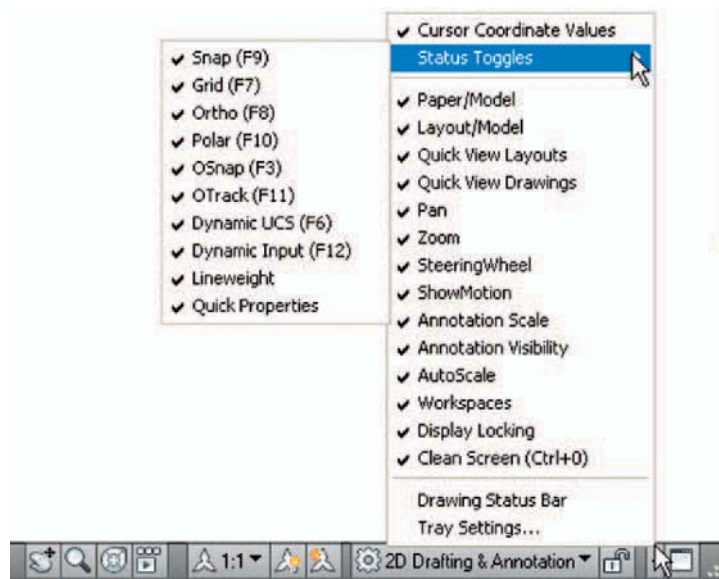 Cursor Coordinate Values
Status Toggles
Snap (F9)
Grid (F7)
Ortho (F8)
Polar (F10)
OSnap (F3)
OTrack (F11)
Dynamic UCS (F6)
Dynamic Input (F12)
Lineweight
Quick Properties
Paper/Model
Layout/Model
Quick View Layouts
Quick View Drawings
Pan
Zoom
SteeringWheel
ShowMotion
Annotation Scale
Annotation Visibility
AutoScale
Workspaces
Display Locking
Clean Screen (Ctrl+0)
Drawing Status Bar
Tray Settings...
1:1 2D Drafting & Annotation